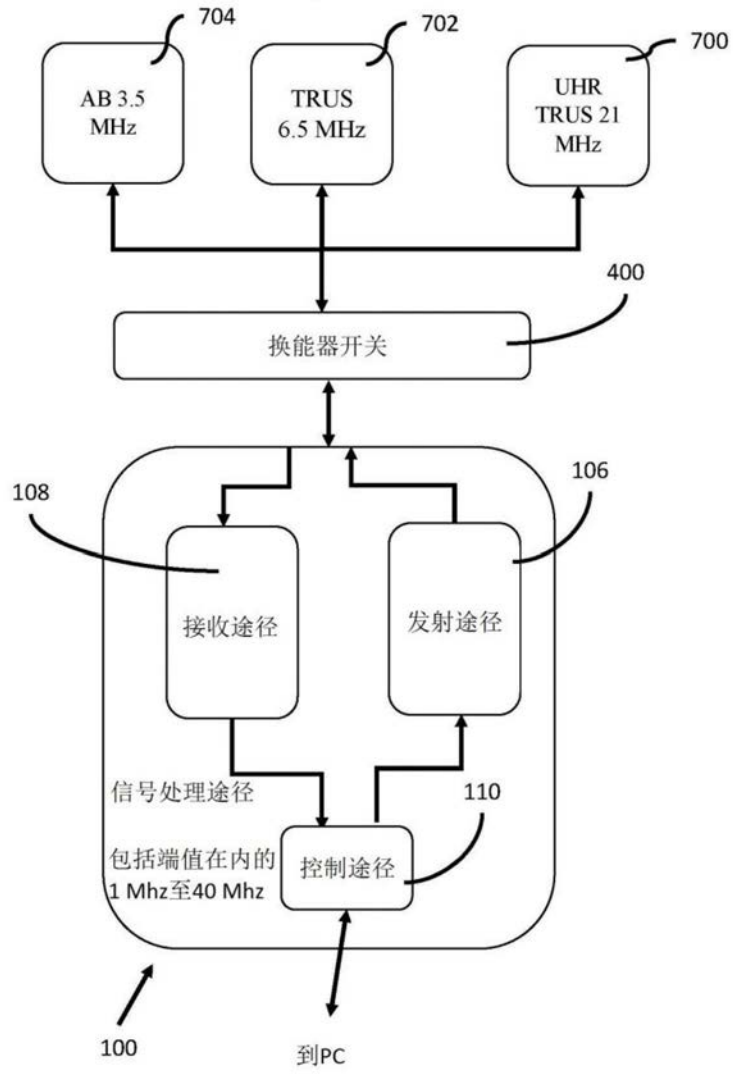 704
702
700
AB 3.5
MHz
TRUS
6.5 MHz
UHR
TRUS 21
MHz
400
换能器开关
108
106
接收途径
发射途径
信号处理途径
110
包括端值在内的
1 Mhz至40 Mhz
控制途径
100
到PC